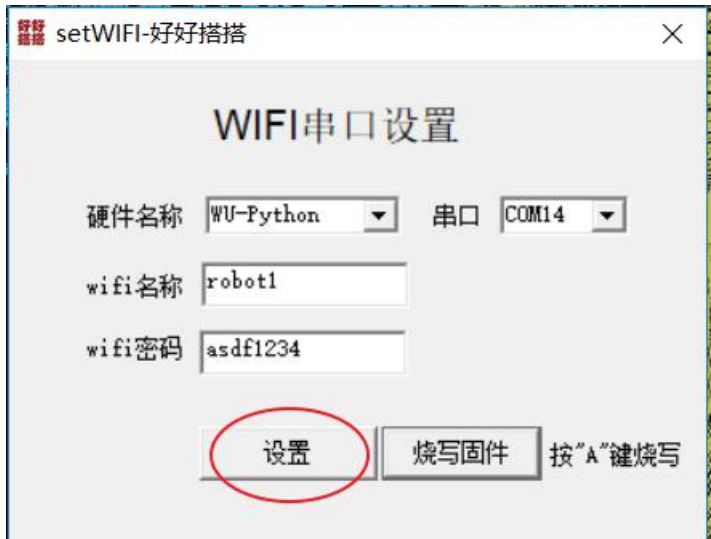 好好搭搭 setWIFI-好好搭搭
WIFI串口设置
硬件名称 WU-Python 串口 COM14
wifi名称 robot1
wifi密码 asdf1234
设置 烧写固件 按"A"键烧写